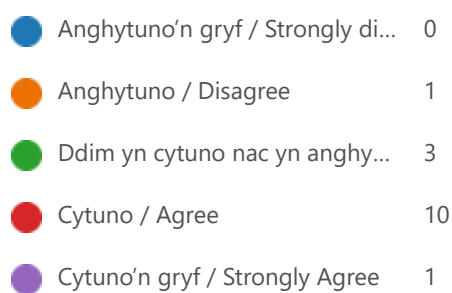 Anghytuno’n gryf / Strongly di... 0
Anghytuno / Disagree 1
Ddim yn cytuno nac yn anghy... 3
Cytuno / Agree 10
Cytuno’n gryf / Strongly Agree 1